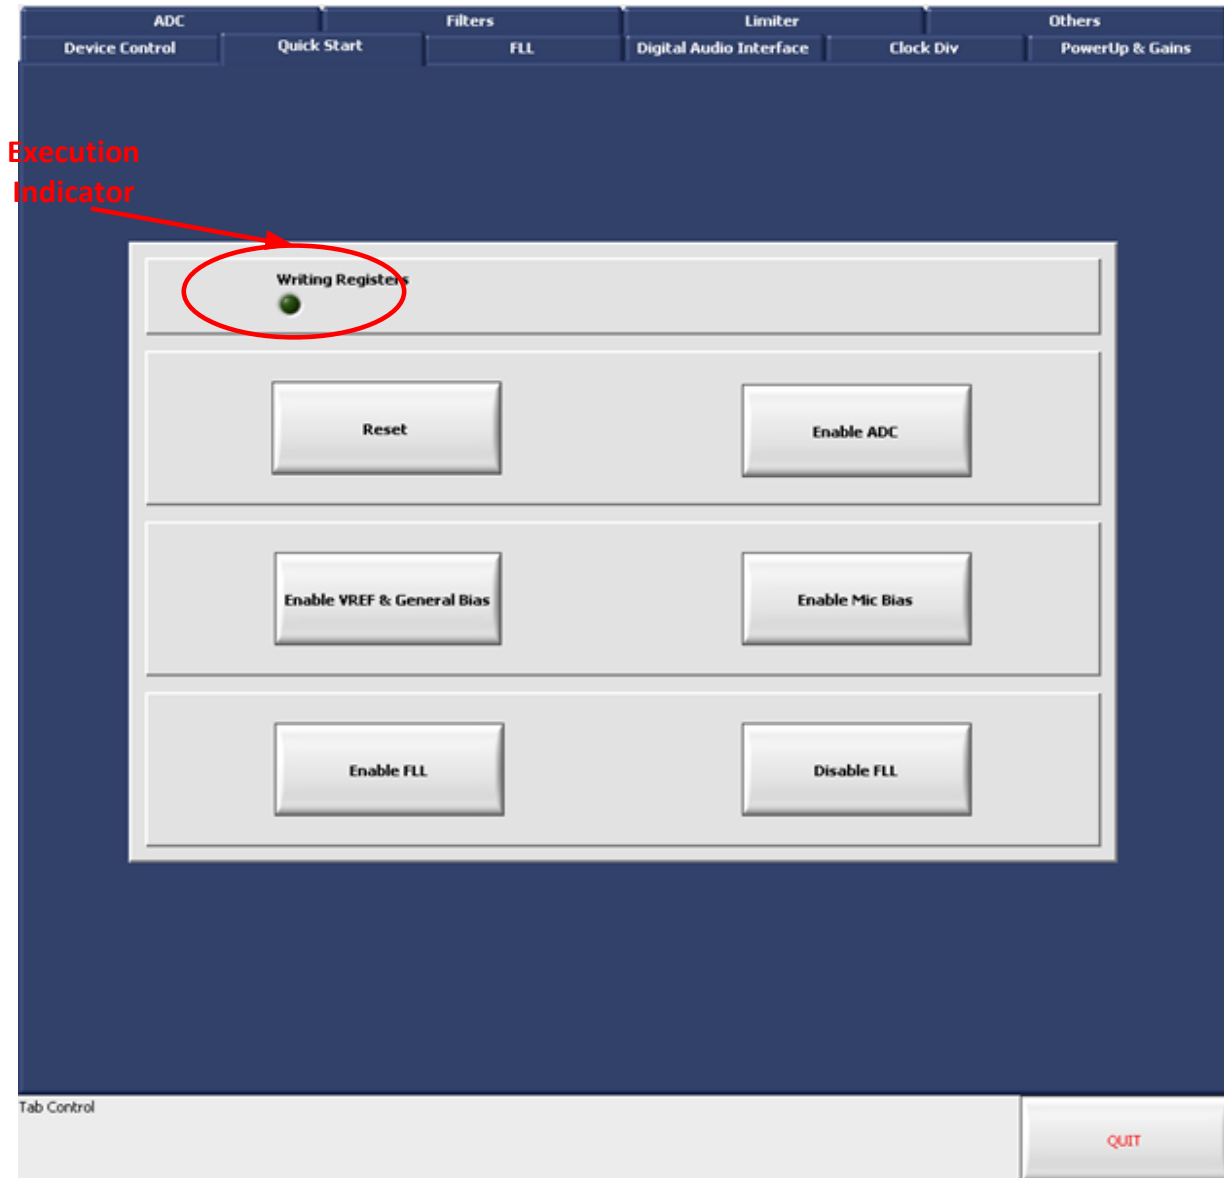 ADC Filters Limiter Others
Device Control Quick Start FLL Digital Audio Interface Clock Div PowerUp & Gains
Execution
Indicator
Writing Registers
Reset Enable ADC
Enable VREF & General Bias Enable Mic Bias
Enable FLL Disable FLL
Tab Control
QUIT